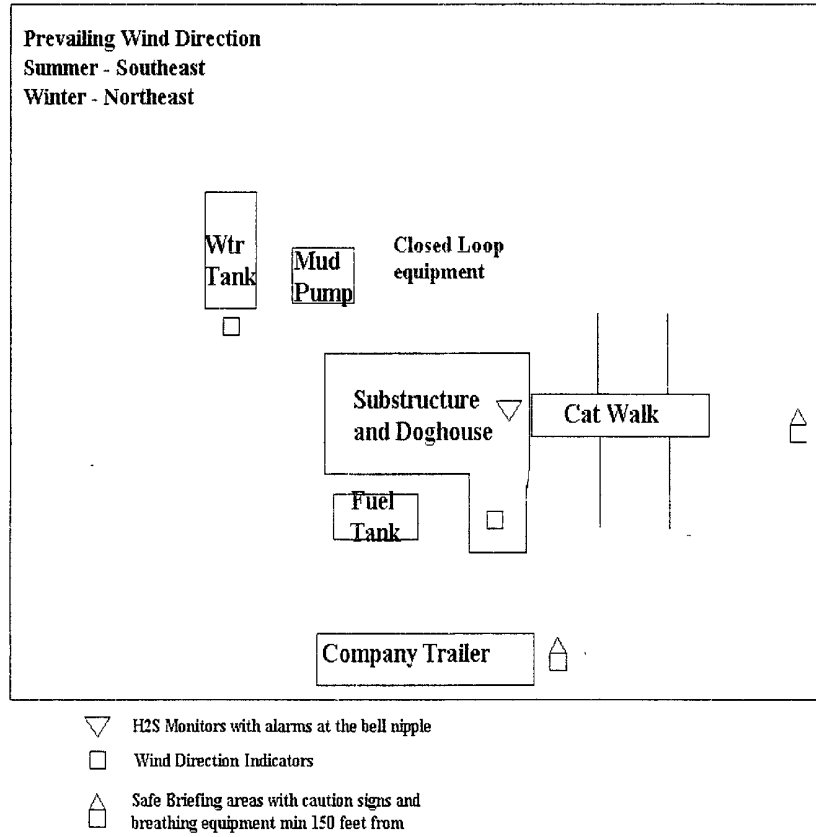 Prevailing Wind Direction
Summer - Southeast
Winter - Northeast
Wtr
Tank
Mud
Pump
Closed Loop
equipment
Substructure
and Doghouse
Cat Walk
Fuel
Tank
Company Trailer
H2S Monitors with alarms at the bell nipple
Wind Direction Indicators
Safe Briefing areas with caution signs and
breathing equipment min 150 feet from